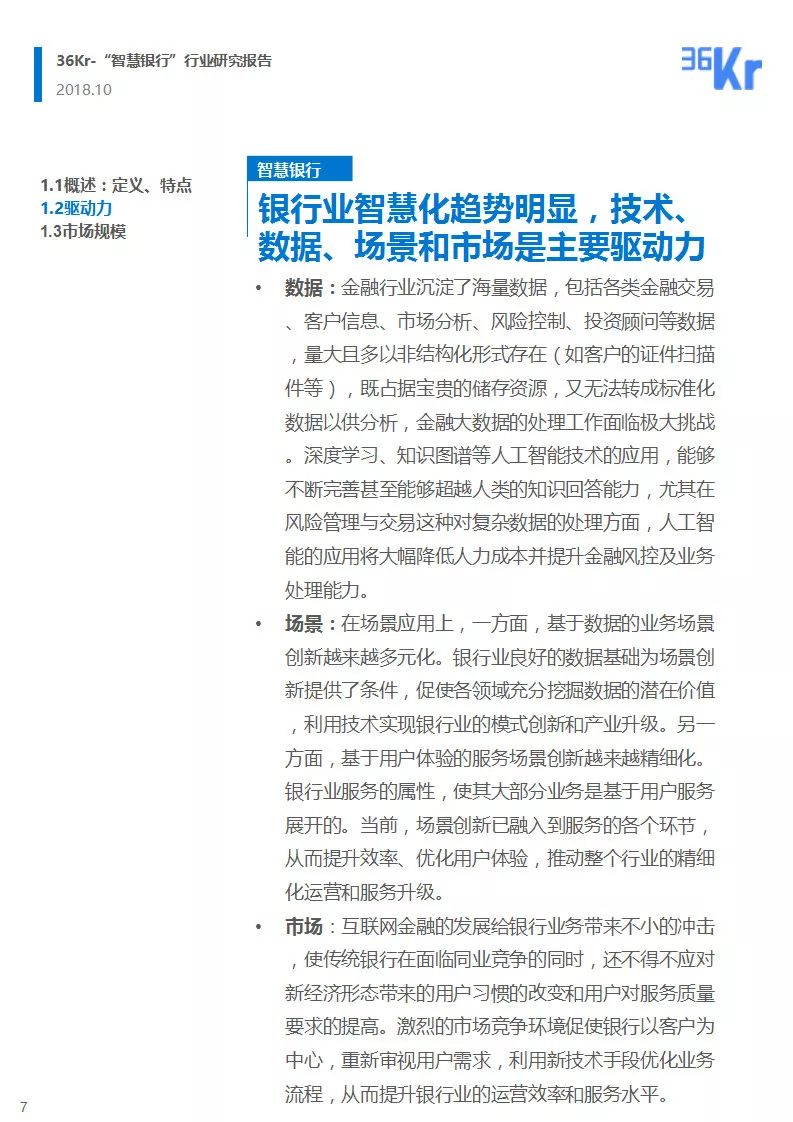 36Kr-“智慧银行”行业研究报告
2018.10
36Kr
1.1概述：定义、特点
1.2驱动力
1.3市场规模
智慧银行
银行业智慧化趋势明显，技术、
数据、场景和市场是主要驱动力
• 数据：金融行业沉淀了海量数据，包括各类金融交易
、客户信息、市场分析、风险控制、投资顾问等数据
，量大且多以非结构化形式存在（如客户的证件扫描
件等），既占据宝贵的储存资源，又无法转成标准化
数据以供分析，金融大数据的处理工作面临极大挑战
。深度学习、知识图谱等人工智能技术的应用，能够
不断完善甚至能够超越人类的知识回答能力，尤其在
风险管理与交易这种对复杂数据的处理方面，人工智
能的应用将大幅降低人力成本并提升金融风控及业务
处理能力。
• 场景：在场景应用上，一方面，基于数据的业务场景
创新越来越多元化。银行业良好的数据基础为场景创
新提供了条件，促使各领域充分挖掘数据的潜在价值
，利用技术实现银行业的模式创新和产业升级。另一
方面，基于用户体验的服务场景创新越来越精细化。
银行业服务的属性，使其大部分业务是基于用户服务
展开的。当前，场景创新已融入到服务的各个环节，
从而提升效率、优化用户体验，推动整个行业的精细
化运营和服务升级。
• 市场：互联网金融的发展给银行业务带来不小的冲击
，使传统银行在面临同业竞争的同时，还不得不应对
新经济形态带来的用户习惯的改变和用户对服务质量
要求的提高。激烈的市场竞争环境促使银行以客户为
中心，重新审视用户需求，利用新技术手段优化业务
流程，从而提升银行业的运营效率和服务水平。
7